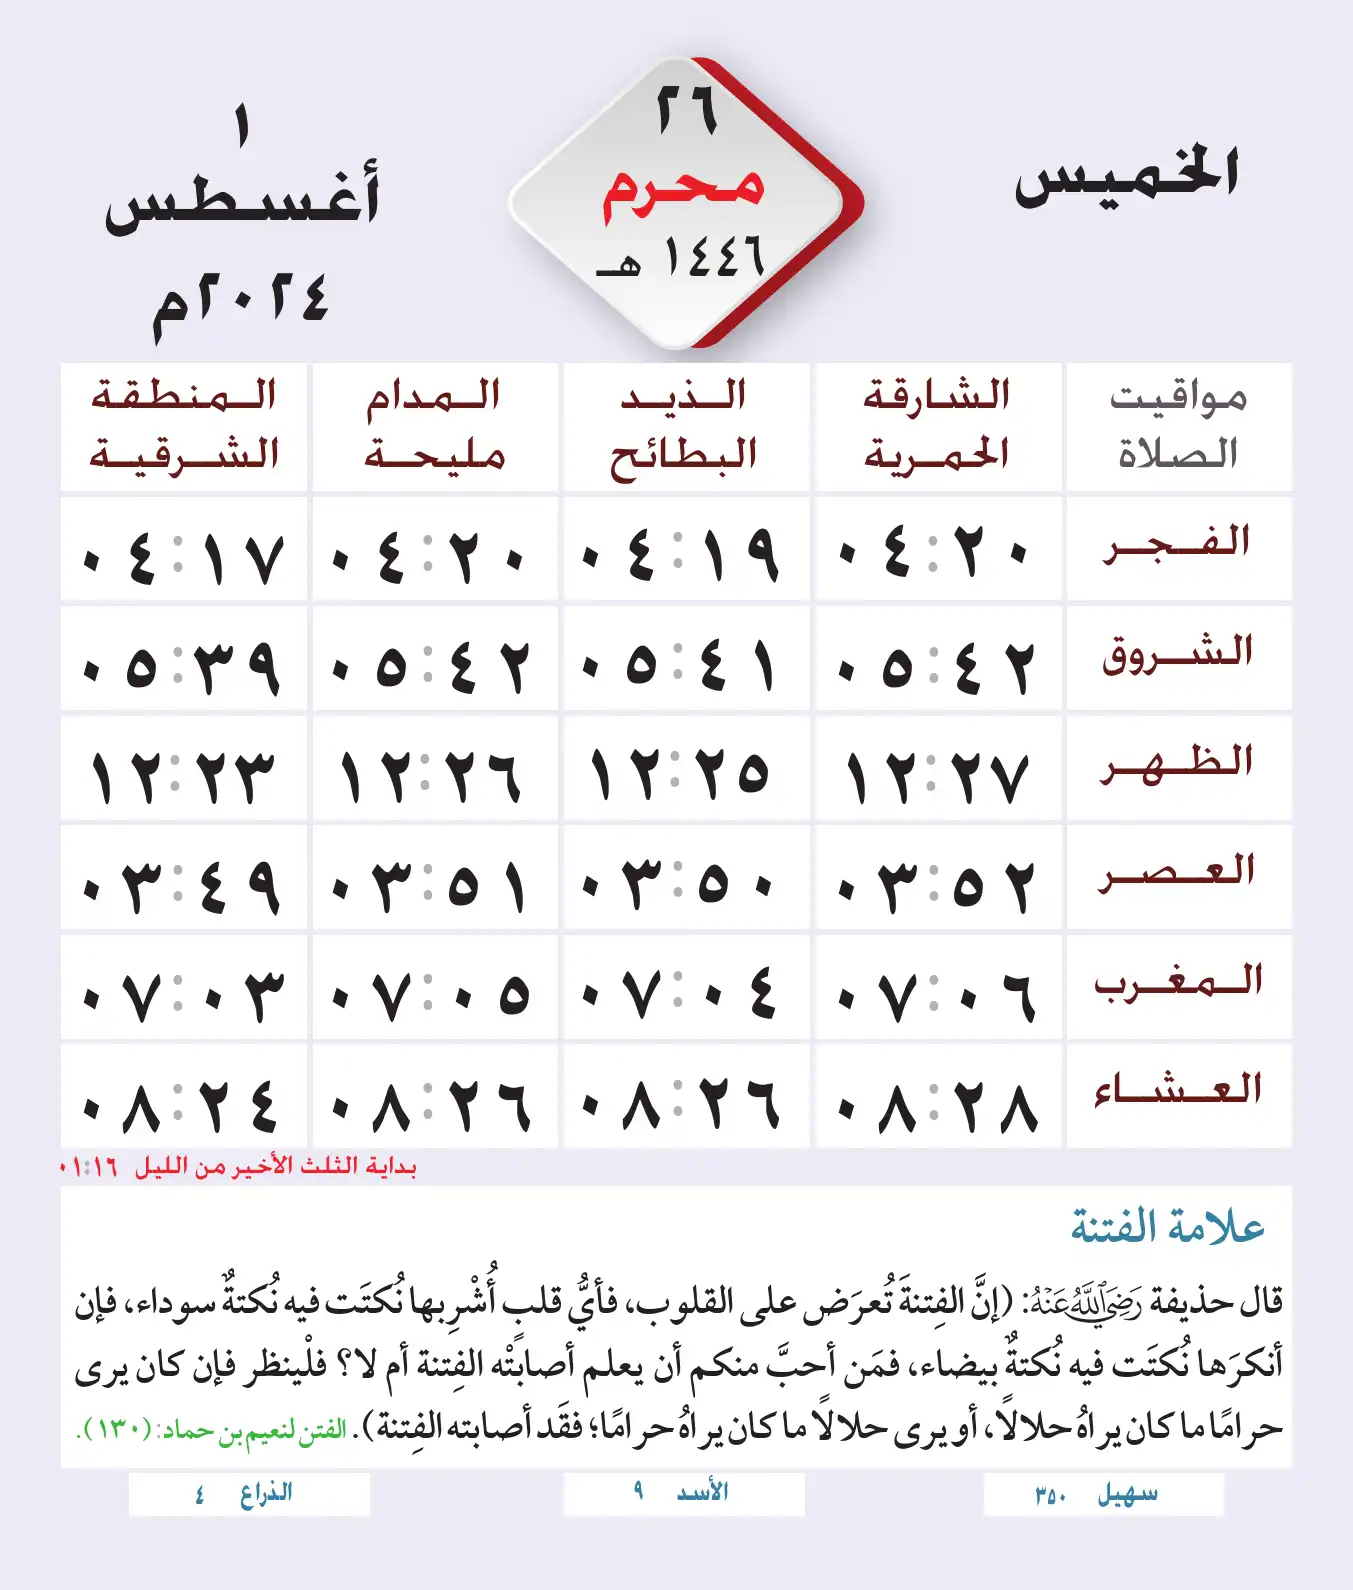 الخميس
٢٦
محرم
١٤٤٦ هـ
١
أغسطس
٢٠٢٤م
مواقيت الصلاة
الشارقة الحمرية
الذيد البطائح
المدام مليحة
المنطقة الشرقية
الفجر ٠٤:٢٠ ٠٤:١٩ ٠٤:٢٠ ٠٤:١٧
الشروق ٠٥:٤٢ ٠٥:٤١ ٠٥:٤٢ ٠٥:٣٩
الظهر ١٢:٢٧ ١٢:٢٥ ١٢:٢٦ ١٢:٢٣
العصر ٠٣:٥٢ ٠٣:٥٠ ٠٣:٥١ ٠٣:٤٩
المغرب ٠٧:٠٦ ٠٧:٠٤ ٠٧:٠٥ ٠٧:٠٣
العشاء ٠٨:٢٨ ٠٨:٢٦ ٠٨:٢٦ ٠٨:٢٤
بداية الثلث الأخير من الليل ٠١:١٦
علامة الفتنة
قال حذيفة رَضِيَ اللَّهُ عَنْهُ: (إنَّ الفِتنةَ تُعرَض على القلوب، فأيُّ قلبٍ أُشْرِبها نُكتَت فيه نُكتةٌ سوداء، فإن
أنكرَها نُكتَت فيه نُكتةٌ بيضاء، فمَن أحبَّ منكم أن يعلم أصابتْه الفِتنة أم لا؟ فلْينظر فإن كان يرى
حرامًا ما كان يراهُ حلالًا، أو يرى حلالًا ما كان يراهُ حرامًا؛ فقَد أصابته الفِتنة). الفتن لنعيم بن حماد: (١٣٠).
سهيل ٣٥٠
الأسد ٩
الذراع ٤